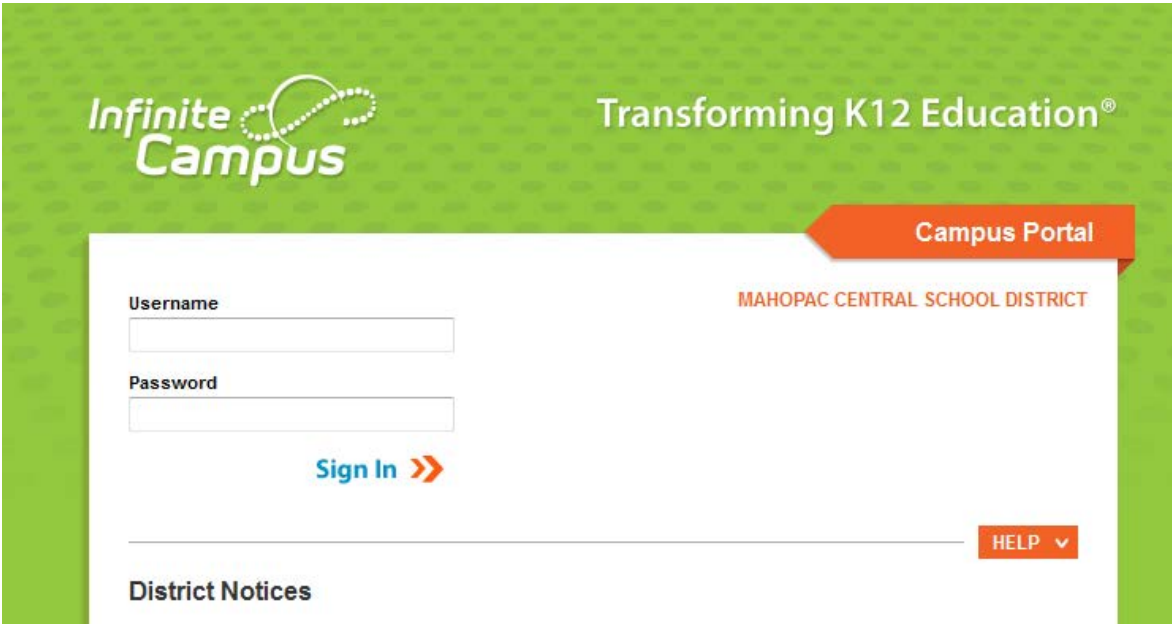 Infinite
Campus
Transforming K12 Education®
Campus Portal
MAHOPAC CENTRAL SCHOOL DISTRICT
Username
Password
Sign In
HELP
District Notices